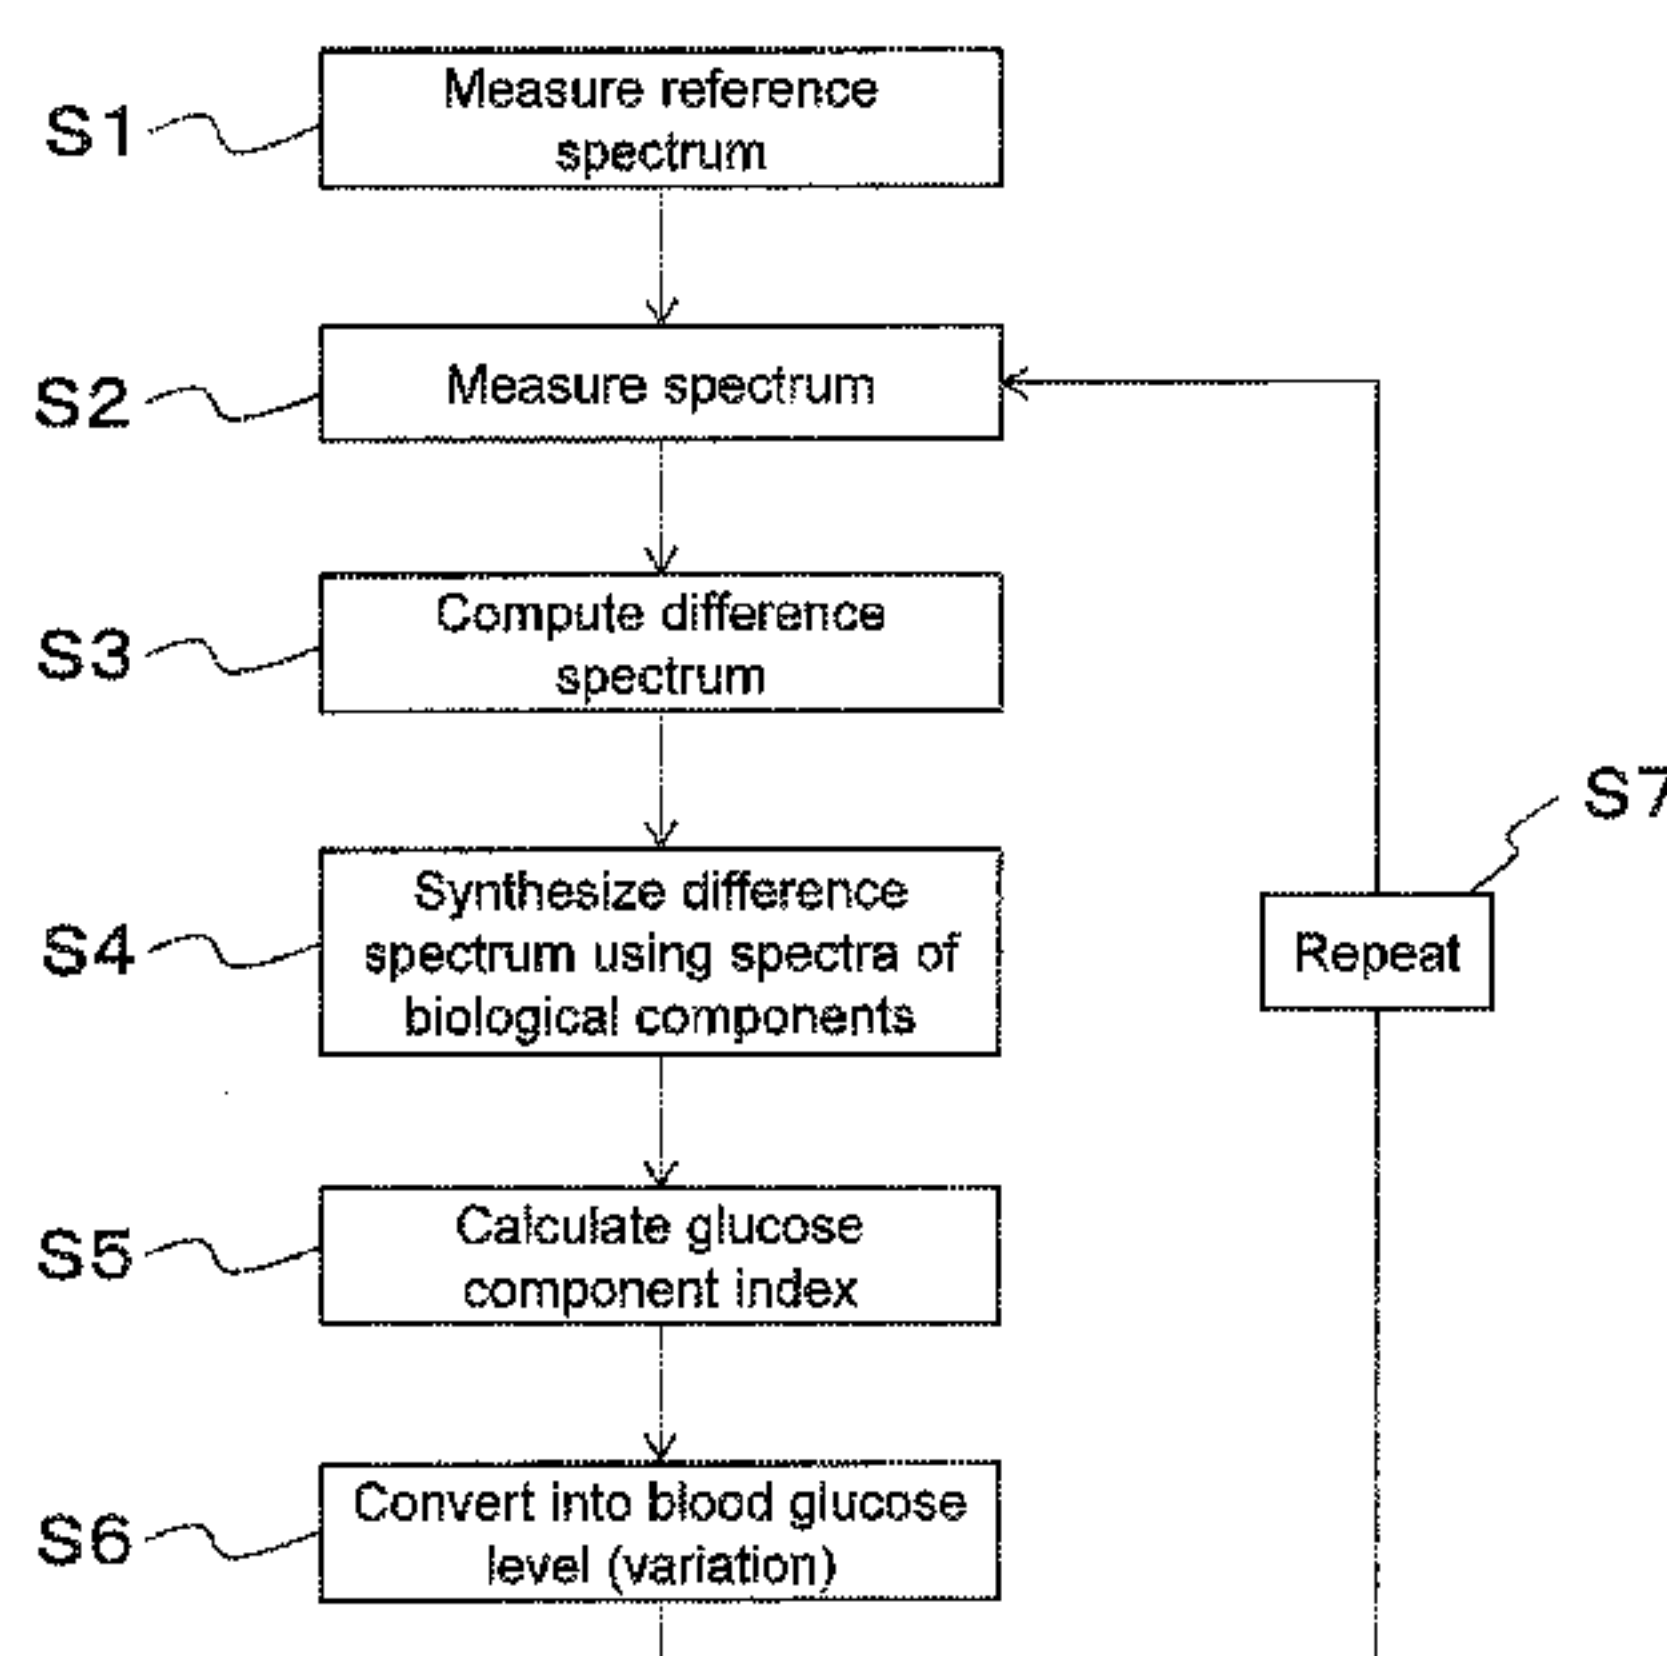 S1
Measure reference
spectrum
S2
Measure spectrum
S3
Compute difference
spectrum
S7
S4
Synthesize difference
spectrum using spectra of
biological components
Repeat
S5
Calculate glucose
component index
S6
Convert into blood glucose
level (variation)